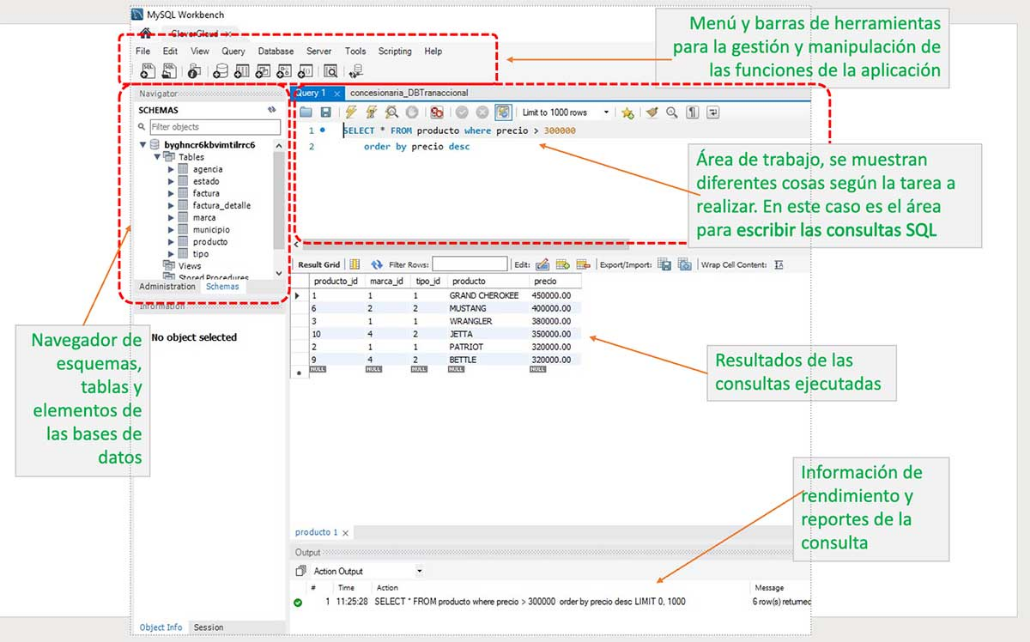 MySQL Workbench
CleverCloud
File Edit View Query Database Server Tools Scripting Help
Menú y barras de herramientas
para la gestión y manipulación de
las funciones de la aplicación
Navigator
SCHEMAS
Filter objects
byghncr6kbvimtilrrc6
Tables
agencia
estado
factura
factura_detalle
marca
municipio
producto
tipo
Views
Stored Procedures
Administration Schemas
Information
No object selected
Navegador de
esquemas,
tablas y
elementos de
las bases de
datos
Query 1 concesionaria_DBTranaccional
Limit to 1000 rows
1 SELECT * FROM producto where precio > 300000
2 order by precio desc
Área de trabajo, se muestran
diferentes cosas según la tarea a
realizar. En este caso es el área
para escribir las consultas SQL
Result Grid Filter Rows: Edit: Export/Import: Wrap Cell Content:
producto_id marca_id tipo_id producto precio
1 1 1 GRAND CHEROKEE 450000.00
6 2 2 MUSTANG 400000.00
3 1 1 WRANGLER 380000.00
10 4 2 JETTA 350000.00
2 1 1 PATRIOT 320000.00
9 4 2 BETTLE 320000.00
NULL NULL NULL NULL NULL
Resultados de las
consultas ejecutadas
Información de
rendimiento y
reportes de la
consulta
producto 1
Output
Action Output
# Time Action Message
1 11:25:28 SELECT * FROM producto where precio > 300000 order by precio desc LIMIT 0, 1000 6 row(s) returned
Object Info Session